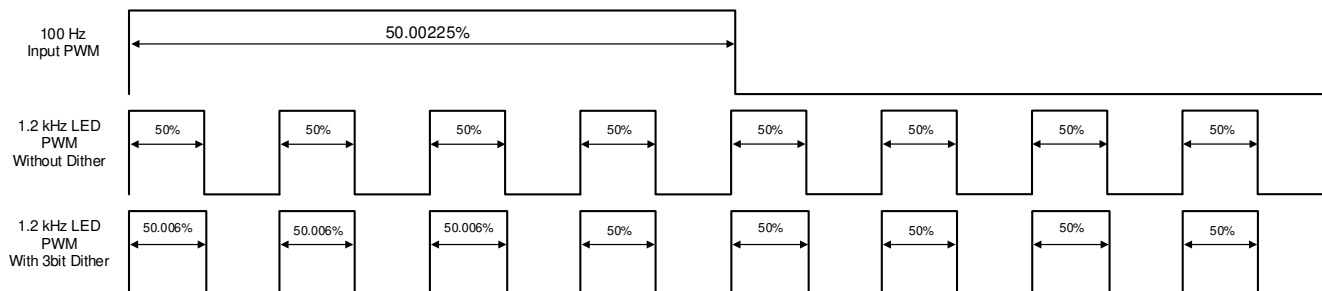 100 Hz
Input PWM
50.00225%
1.2 kHz LED
PWM
Without Dither
50% 50% 50% 50% 50% 50% 50% 50%
1.2 kHz LED
PWM
With 3bit Dither
50.006% 50.006% 50.006% 50% 50% 50% 50% 50%